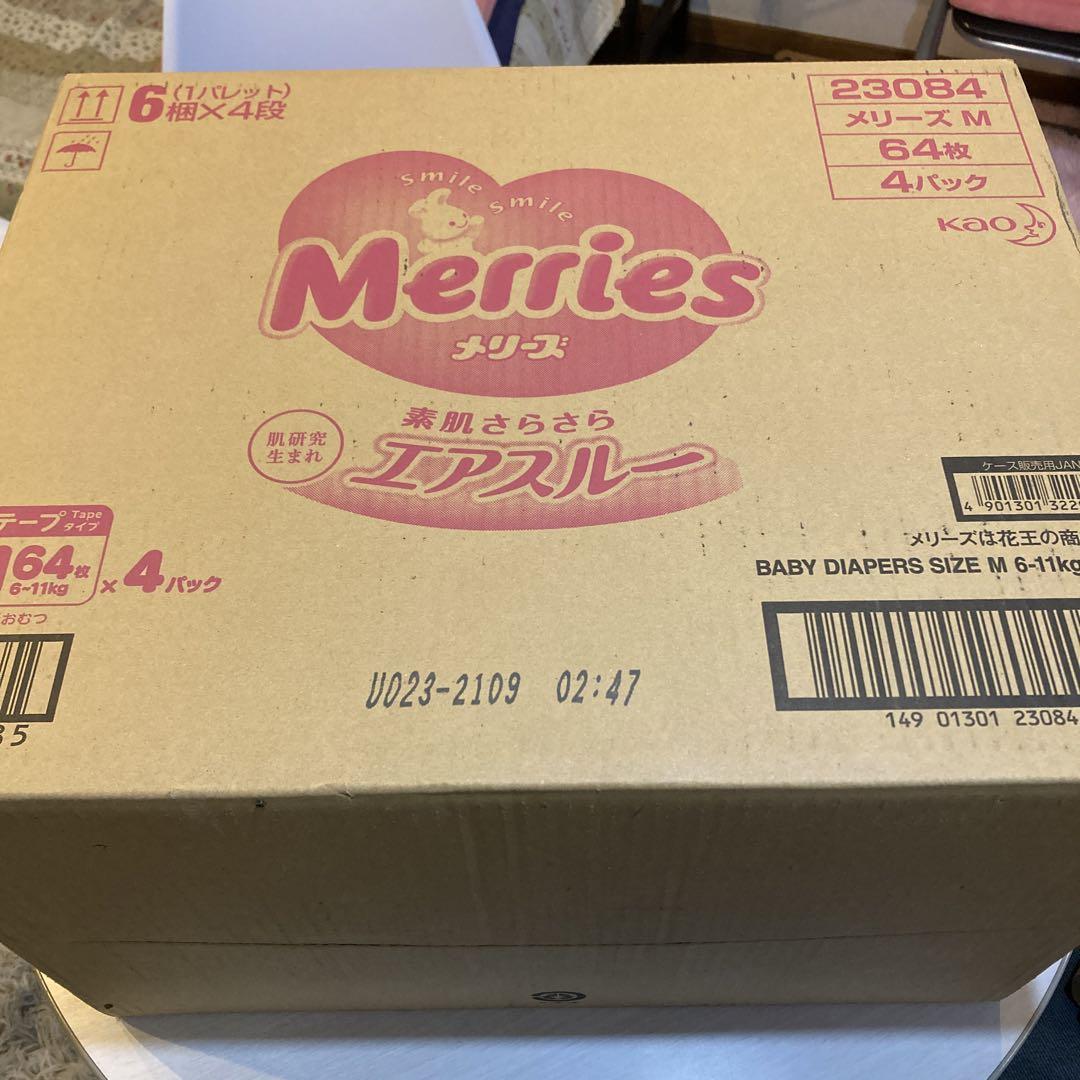 6(1パレット)
梱×4段
23084
メリーズ M
64枚
4パック
Kao
Smile Smile
Merries
メリーズ
素肌さらさら
エアスルー
肌研究
生まれ
テープ Tape
タイプ
64枚
6~11kg
×4パック
おむつ
ケース販売用JAN
4 901301 322
メリーズは花王の商
BABY DIAPERS SIZE M 6-11kg
149 01301 23084
U023-2109 02:47